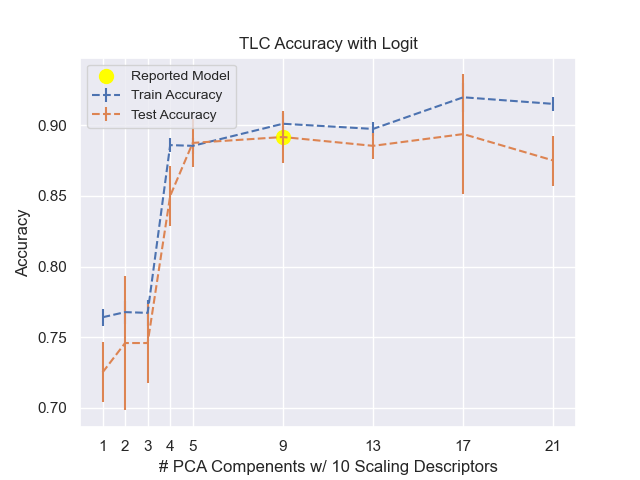 TLC Accuracy with Logit
Reported Model
Train Accuracy
Test Accuracy
Accuracy
0.90
0.85
0.80
0.75
0.70
1 2 3 4 5 9 13 17 21
# PCA Compenents w/ 10 Scaling Descriptors